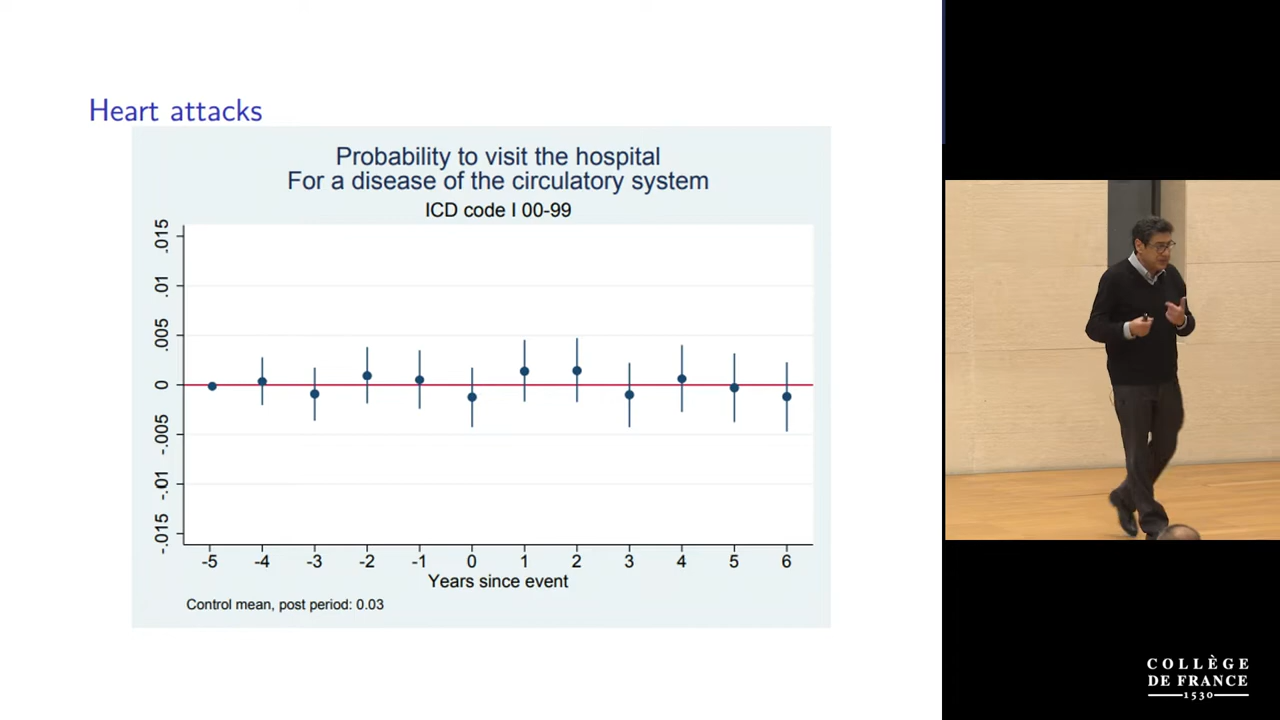 Heart attacks
Probability to visit the hospital
For a disease of the circulatory system
ICD code I 00-99
.015
.01
.005
0
-.005
-.01
-.015
-5 -4 -3 -2 -1 0 1 2 3 4 5 6
Years since event
Control mean, post period: 0.03
COLLÈGE
DE FRANCE
1530